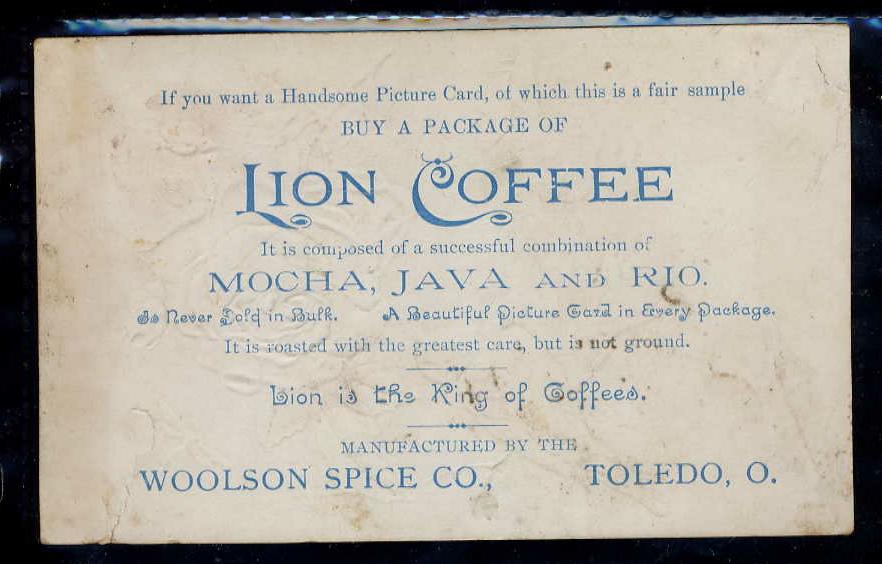 If you want a Handsome Picture Card, of which this is a fair sample
BUY A PACKAGE OF
LION COFFEE
It is composed of a successful combination of
MOCHA, JAVA AND RIO.
Is Never Sold in Bulk. A Beautiful Picture Card in Every Package.
It is roasted with the greatest care, but is not ground.
Lion is the King of Coffees.
MANUFACTURED BY THE
WOOLSON SPICE CO., TOLEDO, O.